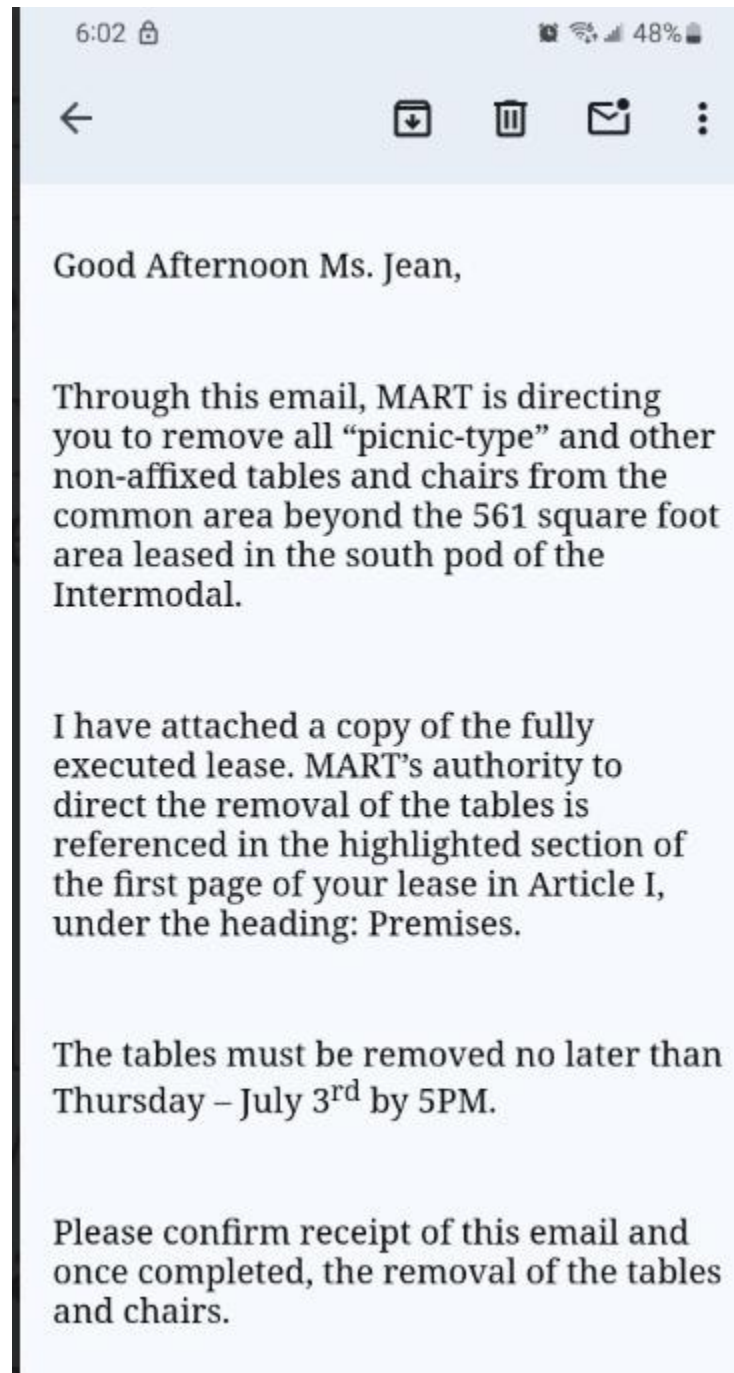 6:02 48%
Good Afternoon Ms. Jean,
Through this email, MART is directing
you to remove all “picnic-type” and other
non-affixed tables and chairs from the
common area beyond the 561 square foot
area leased in the south pod of the
Intermodal.
I have attached a copy of the fully
executed lease. MART’s authority to
direct the removal of the tables is
referenced in the highlighted section of
the first page of your lease in Article I,
under the heading: Premises.
The tables must be removed no later than
Thursday – July 3rd by 5PM.
Please confirm receipt of this email and
once completed, the removal of the tables
and chairs.